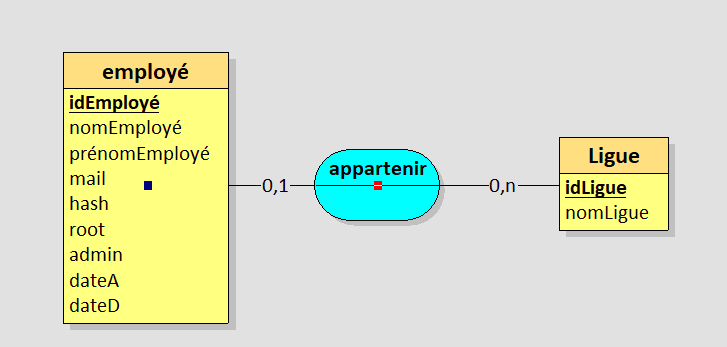 employé
idEmployé
nomEmployé
prénomEmployé
mail
hash
root
admin
dateA
dateD
0,1
appartenir
0,n
Ligue
idLigue
nomLigue